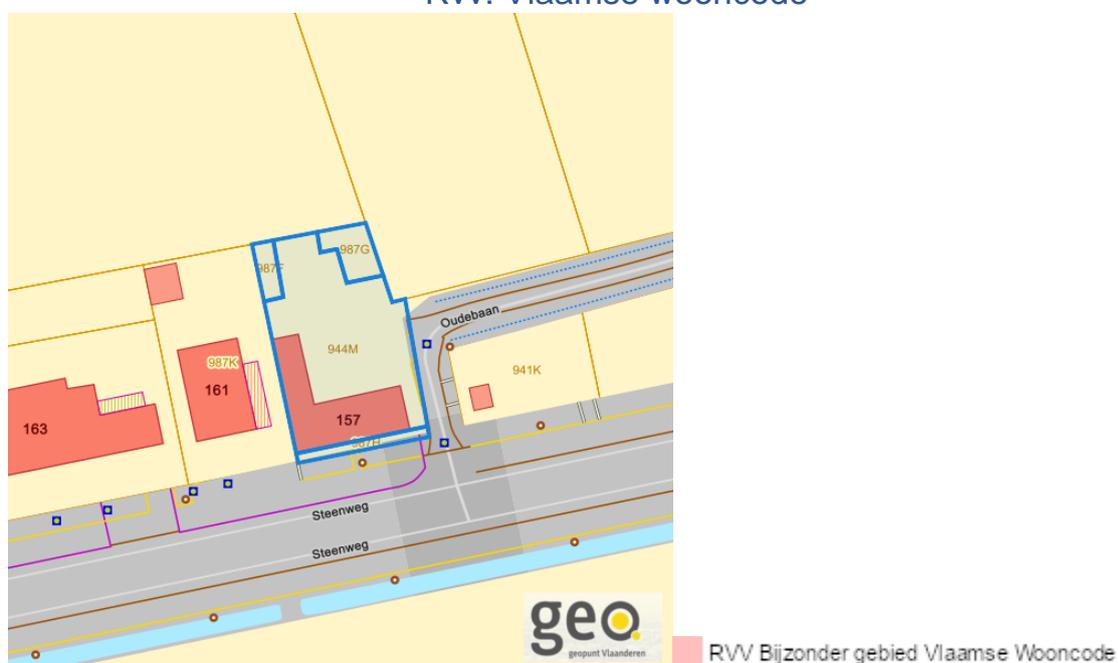 RVV: Vlaamse wooncode
987G
987F
Oudebaan
944M
941K
987K
161
157
163
987H
Steenweg
Steenweg
geo
geopunt Vlaanderen
RVV Bijzonder gebied Vlaamse Wooncode